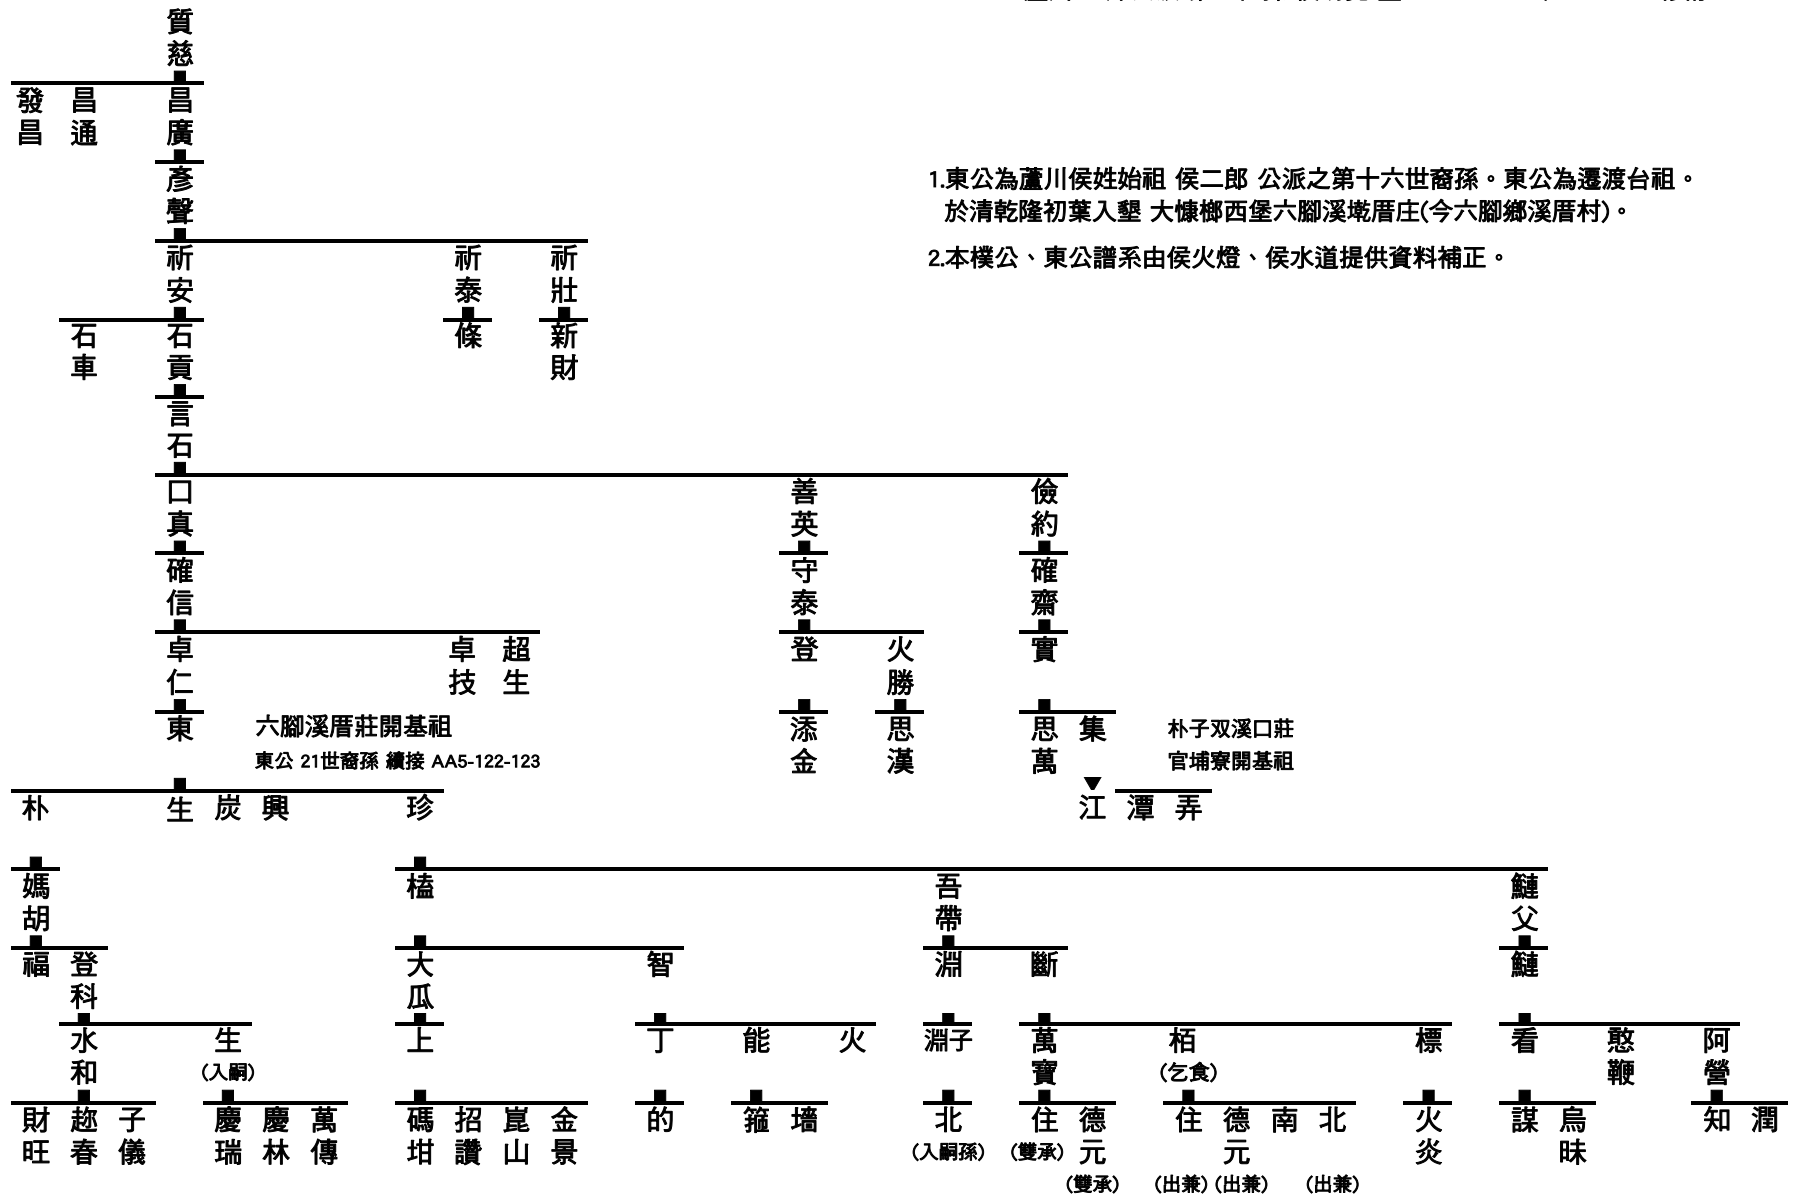 質慈
發昌 昌通 昌廣
彥聲
1.東公為蘆川侯姓始祖 侯二郎 公派之第十六世裔孫。東公為遷渡台祖。
於清乾隆初葉入墾 大槺榔西堡六腳溪墘厝庄(今六腳鄉溪厝村)。
2.本樸公、東公譜系由侯火燈、侯水道提供資料補正。
祈安 祈泰 祈壯
石車 石貢 條 新財
言石
口真 善英 儉約
確信 守泰 確齋
卓仁 卓技 超生 登 火勝 實
東 六腳溪厝莊開基祖 添金 思漢 思萬 集 朴子双溪口莊
東公 21世裔孫 續接 AA5-122-123 官埔寮開基祖
朴 生 炭 興 珍 江 潭 弄
媽胡 榼 吾帶 鰱父
福 登科 大瓜 智 淵 斷 鰱
水和 生 上 丁 能 火 淵子 萬寶 栢 標 看 憨鞭 阿營
(入嗣) (乞食)
財旺 趂春 子儀 慶瑞 慶林 萬傳 碼坩 招讚 崑山 金景 的 箍 墻 北 住 德元 住 德元 南 北 火炎 謀 烏昧 知 潤
(入嗣孫) (雙承)
(雙承) (出兼) (出兼) (出兼)